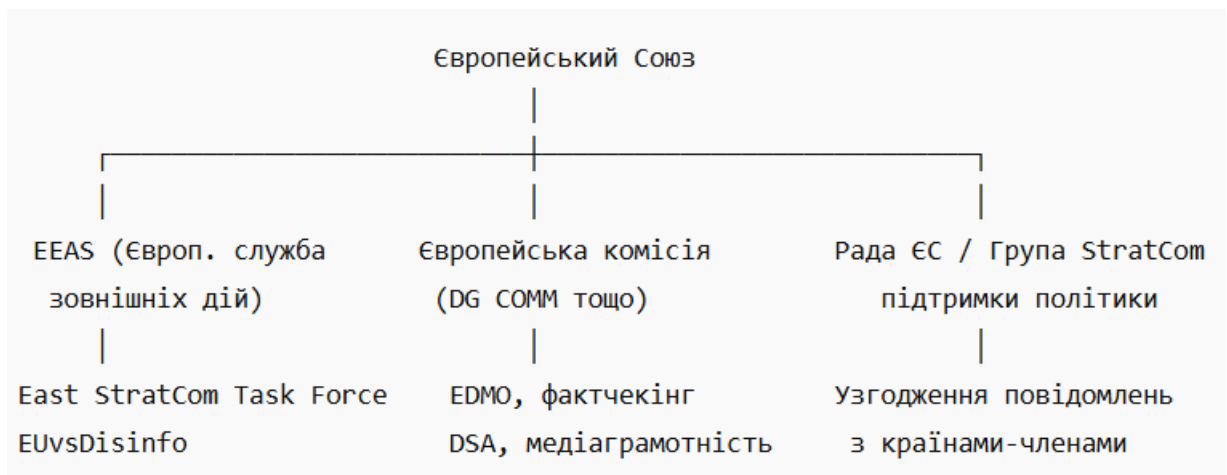 Європейський Союз
EEAS (Європ. служба зовнішніх дій)
Європейська комісія (DG COMM тощо)
Рада ЄС / Група StratCom підтримки політики
East StratCom Task Force
EUvsDisinfo
EDMO, фактчекінг
DSA, медіаграмотність
Узгодження повідомлень
з країнами-членами